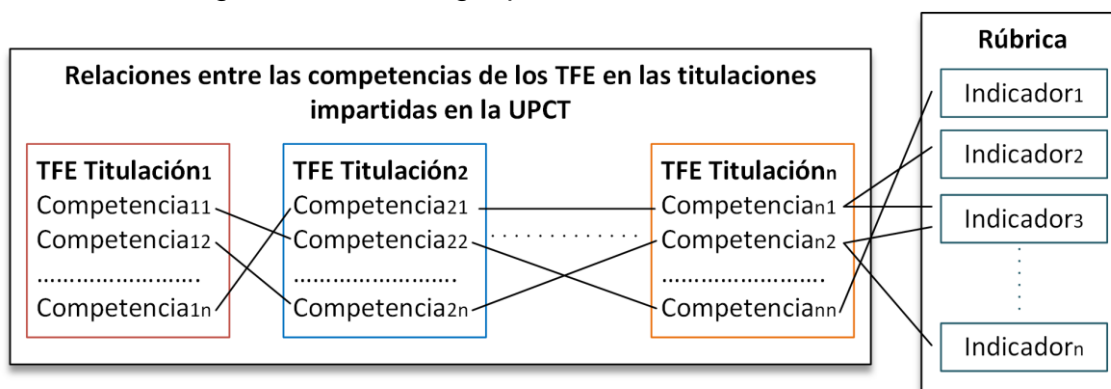 Relaciones entre las competencias de los TFE en las titulaciones
impartidas en la UPCT
TFE Titulación1
Competencia11
Competencia12
............................
Competencia1n
TFE Titulación2
Competencia21
Competencia22
............................
Competencia2n
TFE Titulaciónn
Competencian1
Competencian2
............................
Competenciann
Rúbrica
Indicador1
Indicador2
Indicador3
Indicadorn